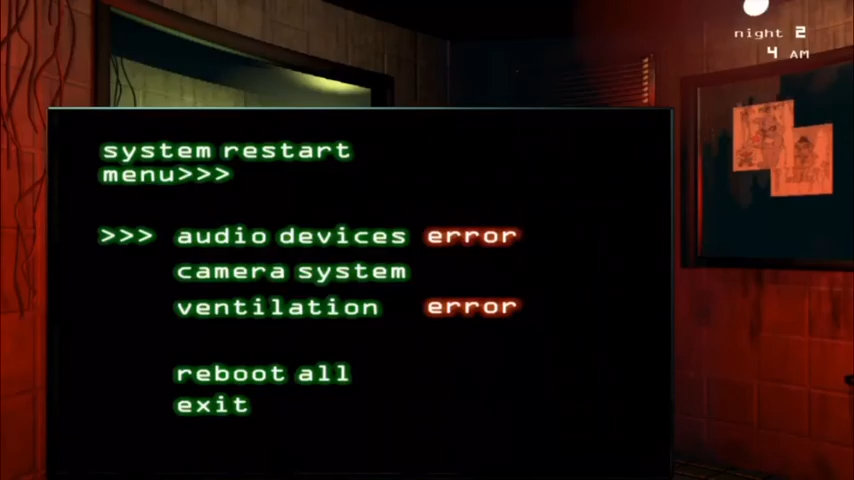 night 2
4 AM
system restart
menu>>>
>>> audio devices error
camera system
ventilation error
reboot all
exit